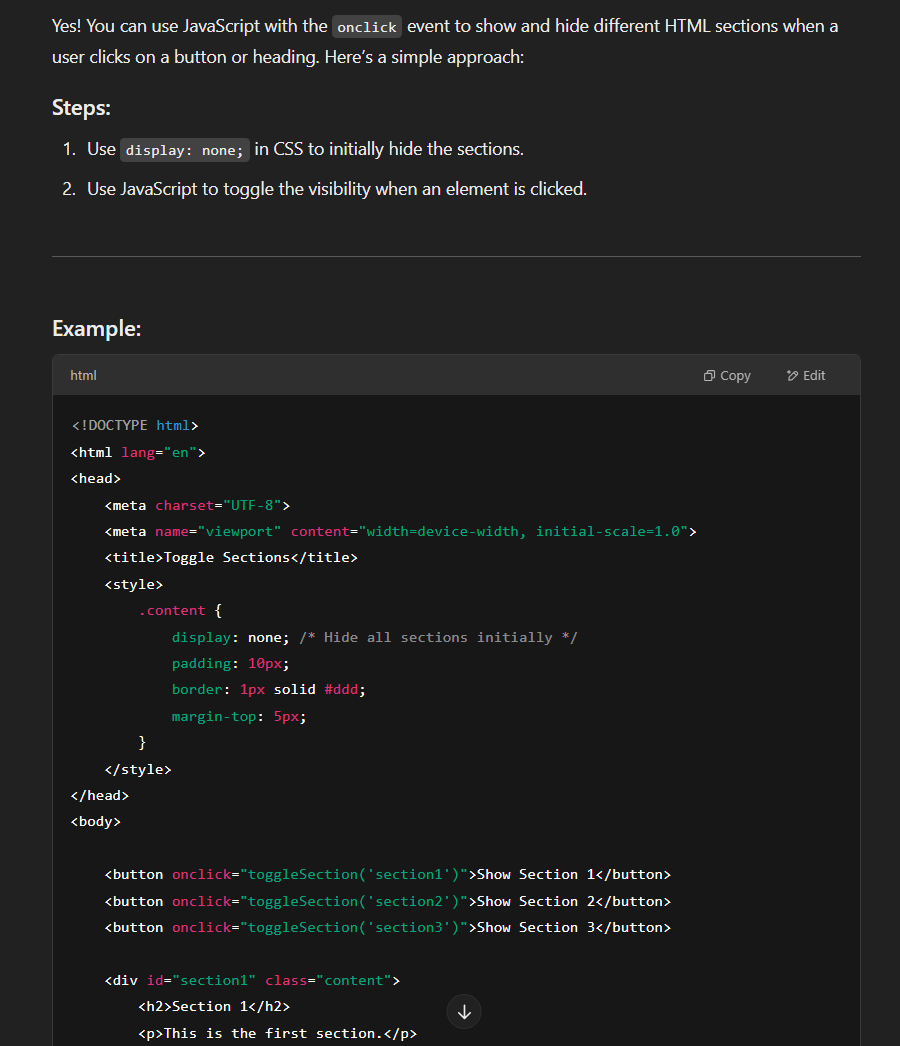 Yes! You can use JavaScript with the onclick event to show and hide different HTML sections when a
user clicks on a button or heading. Here's a simple approach:
Steps:
1. Use display: none; in CSS to initially hide the sections.
2. Use JavaScript to toggle the visibility when an element is clicked.
Example:
html Copy Edit
<!DOCTYPE html>
<html lang="en">
<head>
    <meta charset="UTF-8">
    <meta name="viewport" content="width=device-width, initial-scale=1.0">
    <title>Toggle Sections</title>
    <style>
        .content {
            display: none; /* Hide all sections initially */
            padding: 10px;
            border: 1px solid #ddd;
            margin-top: 5px;
        }
    </style>
</head>
<body>
    <button onclick="toggleSection('section1')">Show Section 1</button>
    <button onclick="toggleSection('section2')">Show Section 2</button>
    <button onclick="toggleSection('section3')">Show Section 3</button>
    <div id="section1" class="content">
        <h2>Section 1</h2>
        <p>This is the first section.</p>